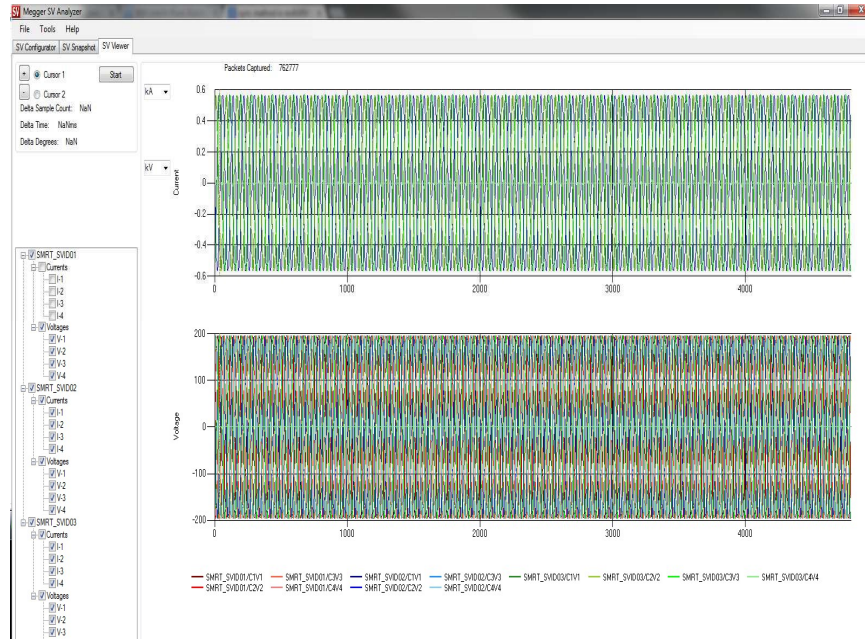 SV Megger SV Analyzer
File Tools Help
SV Configurator SV Snapshot SV Viewer
+ Cursor 1 Start
- Cursor 2
Delta Sample Count: NaN
Delta Time: NaNms
Delta Degrees: NaN
Packets Captured: 762777
kA
kV
Current
0.6
0.4
0.2
0
-0.2
-0.4
-0.6
0 1000 2000 3000 4000
Voltage
200
100
0
-100
-200
0 1000 2000 3000 4000
SMRT_SVID01
Currents
I-1
I-2
I-3
I-4
Voltages
V-1
V-2
V-3
V-4
SMRT_SVID02
Currents
I-1
I-2
I-3
I-4
Voltages
V-1
V-2
V-3
V-4
SMRT_SVID03
Currents
I-1
I-2
I-3
I-4
Voltages
V-1
V-2
V-3
SMRT_SVID01/C1V1 SMRT_SVID01/C3V3 SMRT_SVID02/C1V1 SMRT_SVID02/C3V3 SMRT_SVID03/C1V1 SMRT_SVID03/C2V2 SMRT_SVID03/C3V3 SMRT_SVID03/C4V4
SMRT_SVID01/C2V2 SMRT_SVID01/C4V4 SMRT_SVID02/C2V2 SMRT_SVID02/C4V4